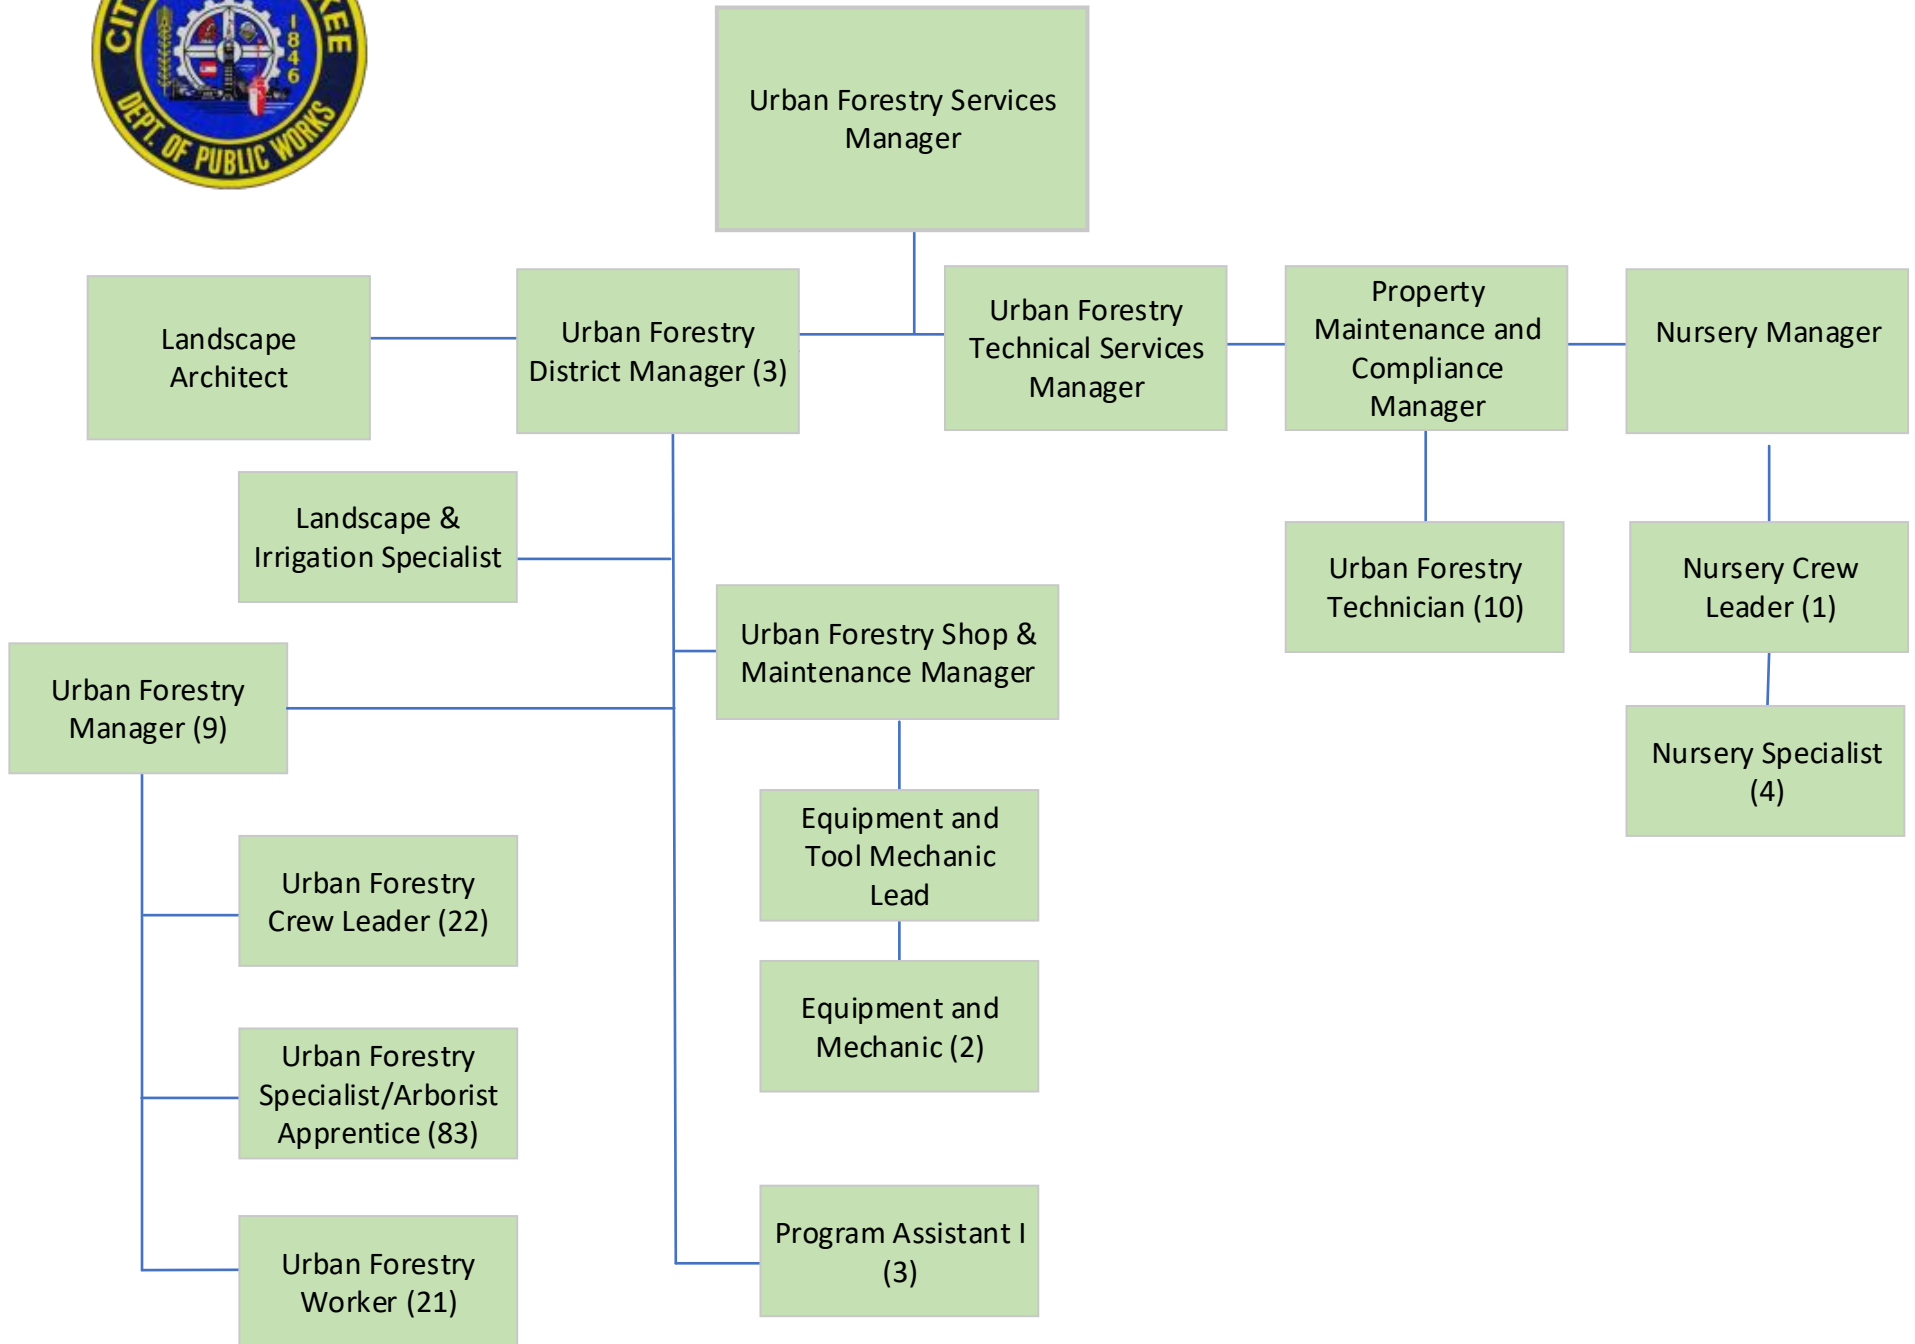 1846
DEPT. OF PUBLIC WORKS
Urban Forestry Services
Manager
Landscape
Architect
Urban Forestry
District Manager (3)
Urban Forestry
Technical Services
Manager
Property
Maintenance and
Compliance
Manager
Nursery Manager
Landscape &
Irrigation Specialist
Urban Forestry
Technician (10)
Nursery Crew
Leader (1)
Urban Forestry Shop &
Maintenance Manager
Urban Forestry
Manager (9)
Nursery Specialist
(4)
Equipment and
Tool Mechanic
Lead
Urban Forestry
Crew Leader (22)
Equipment and
Mechanic (2)
Urban Forestry
Specialist/Arborist
Apprentice (83)
Program Assistant I
(3)
Urban Forestry
Worker (21)